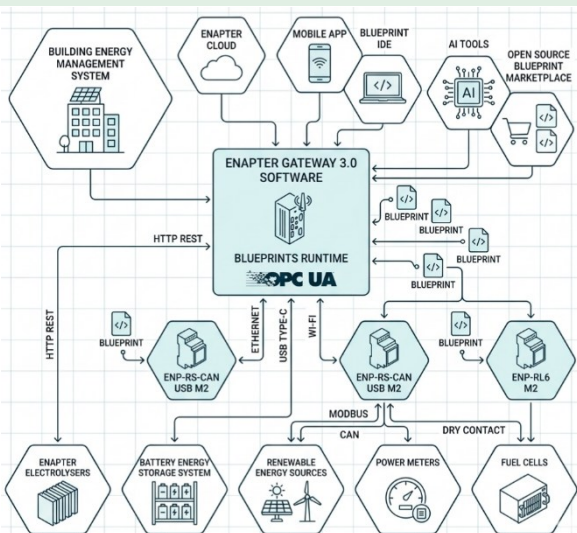 BUILDING ENERGY
MANAGEMENT
SYSTEM
ENAPTER
CLOUD
MOBILE APP
BLUEPRINT
IDE
</>
AI TOOLS
AI
OPEN SOURCE
BLUEPRINT
MARKETPLACE
</>
</>
ENAPTER GATEWAY 3.0
SOFTWARE
BLUEPRINTS RUNTIME
OPC UA
</>
BLUEPRINT
</>
BLUEPRINT
</>
BLUEPRINT
</>
BLUEPRINT
HTTP REST
HTTP REST
ETHERNET
USB TYPE-C
WI-FI
</>
BLUEPRINT
ENP-RS-CAN
USB M2
ENP-RS-CAN
USB M2
</>
BLUEPRINT
ENP-RL6
M2
MODBUS
CAN
DRY CONTACT
ENAPTER
ELECTROLYSERS
BATTERY ENERGY
STORAGE SYSTEM
RENEWABLE
ENERGY SOURCES
POWER METERS
FUEL CELLS